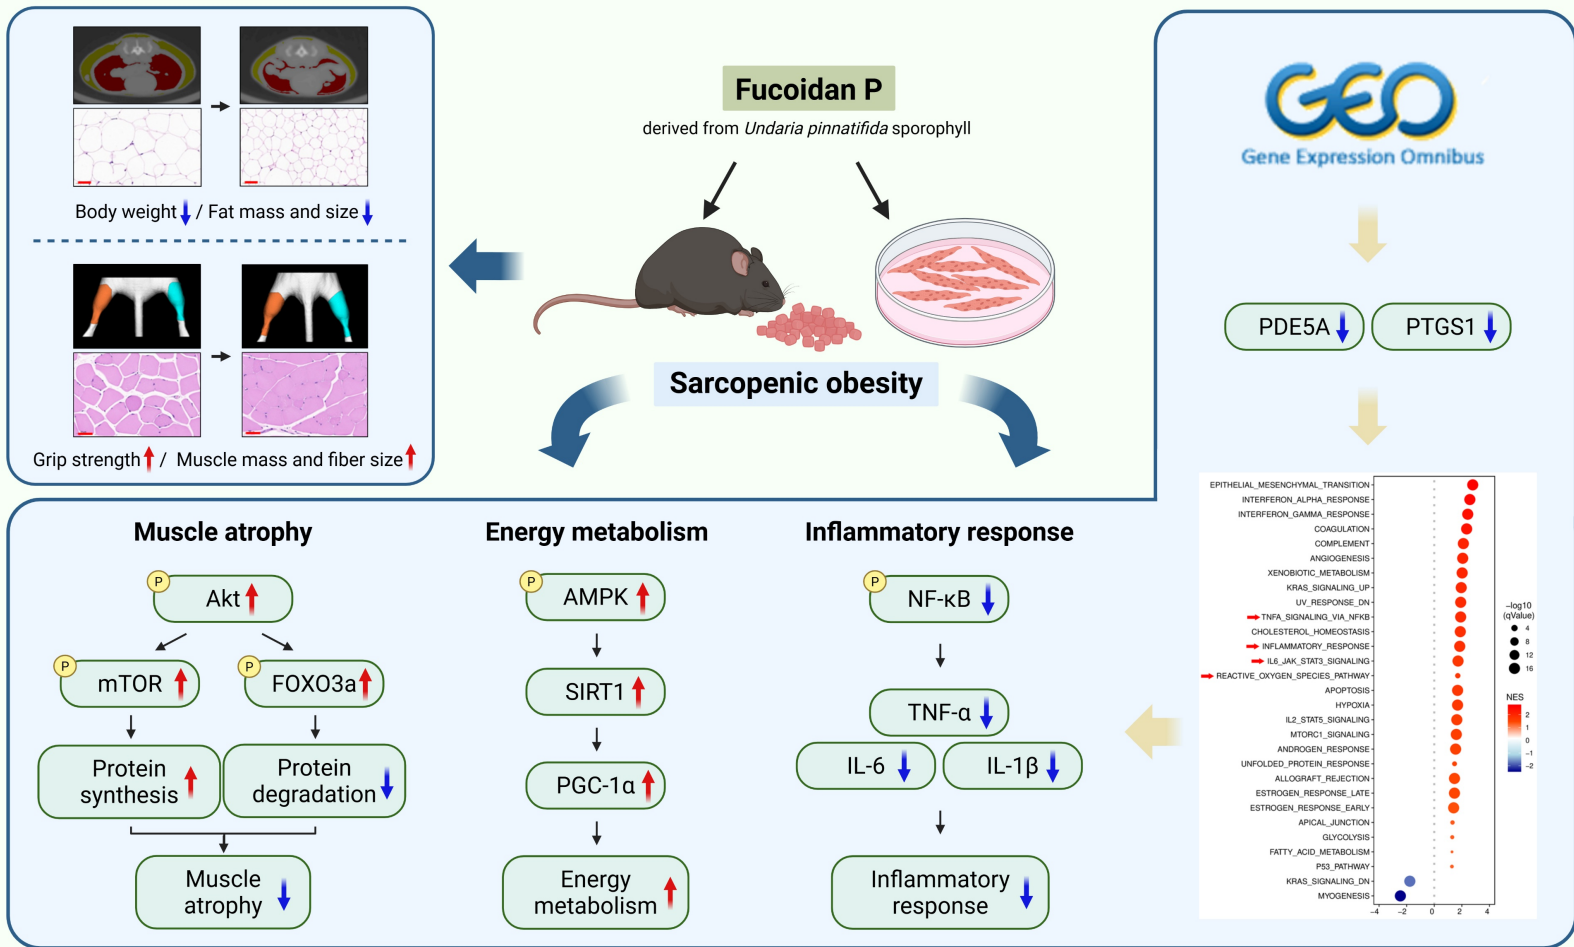 Fucoidan P
derived from Undaria pinnatifida sporophyll
Sarcopenic obesity
Body weight / Fat mass and size
Grip strength / Muscle mass and fiber size
GEO
Gene Expression Omnibus
PDE5A
PTGS1
EPITHELIAL_MESENCHYMAL_TRANSITION
INTERFERON_ALPHA_RESPONSE
INTERFERON_GAMMA_RESPONSE
COAGULATION
COMPLEMENT
ANGIOGENESIS
XENOBIOTIC_METABOLISM
KRAS_SIGNALING_UP
UV_RESPONSE_DN
TNFA_SIGNALING_VIA_NFKB
CHOLESTEROL_HOMEOSTASIS
INFLAMMATORY_RESPONSE
IL6_JAK_STAT3_SIGNALING
REACTIVE_OXYGEN_SPECIES_PATHWAY
APOPTOSIS
HYPOXIA
IL2_STAT5_SIGNALING
MTORC1_SIGNALING
ANDROGEN_RESPONSE
UNFOLDED_PROTEIN_RESPONSE
ALLOGRAFT_REJECTION
ESTROGEN_RESPONSE_LATE
ESTROGEN_RESPONSE_EARLY
APICAL_JUNCTION
GLYCOLYSIS
FATTY_ACID_METABOLISM
P53_PATHWAY
KRAS_SIGNALING_DN
MYOGENESIS
−4 −2 0 2 4
−log10
(qValue)
4
8
12
16
NES
2
1
0
−1
−2
Muscle atrophy
P
Akt
P
mTOR
P
FOXO3a
Protein
synthesis
Protein
degradation
Muscle
atrophy
Energy metabolism
P
AMPK
SIRT1
PGC-1α
Energy
metabolism
Inflammatory response
P
NF-κB
TNF-α
IL-6
IL-1β
Inflammatory
response